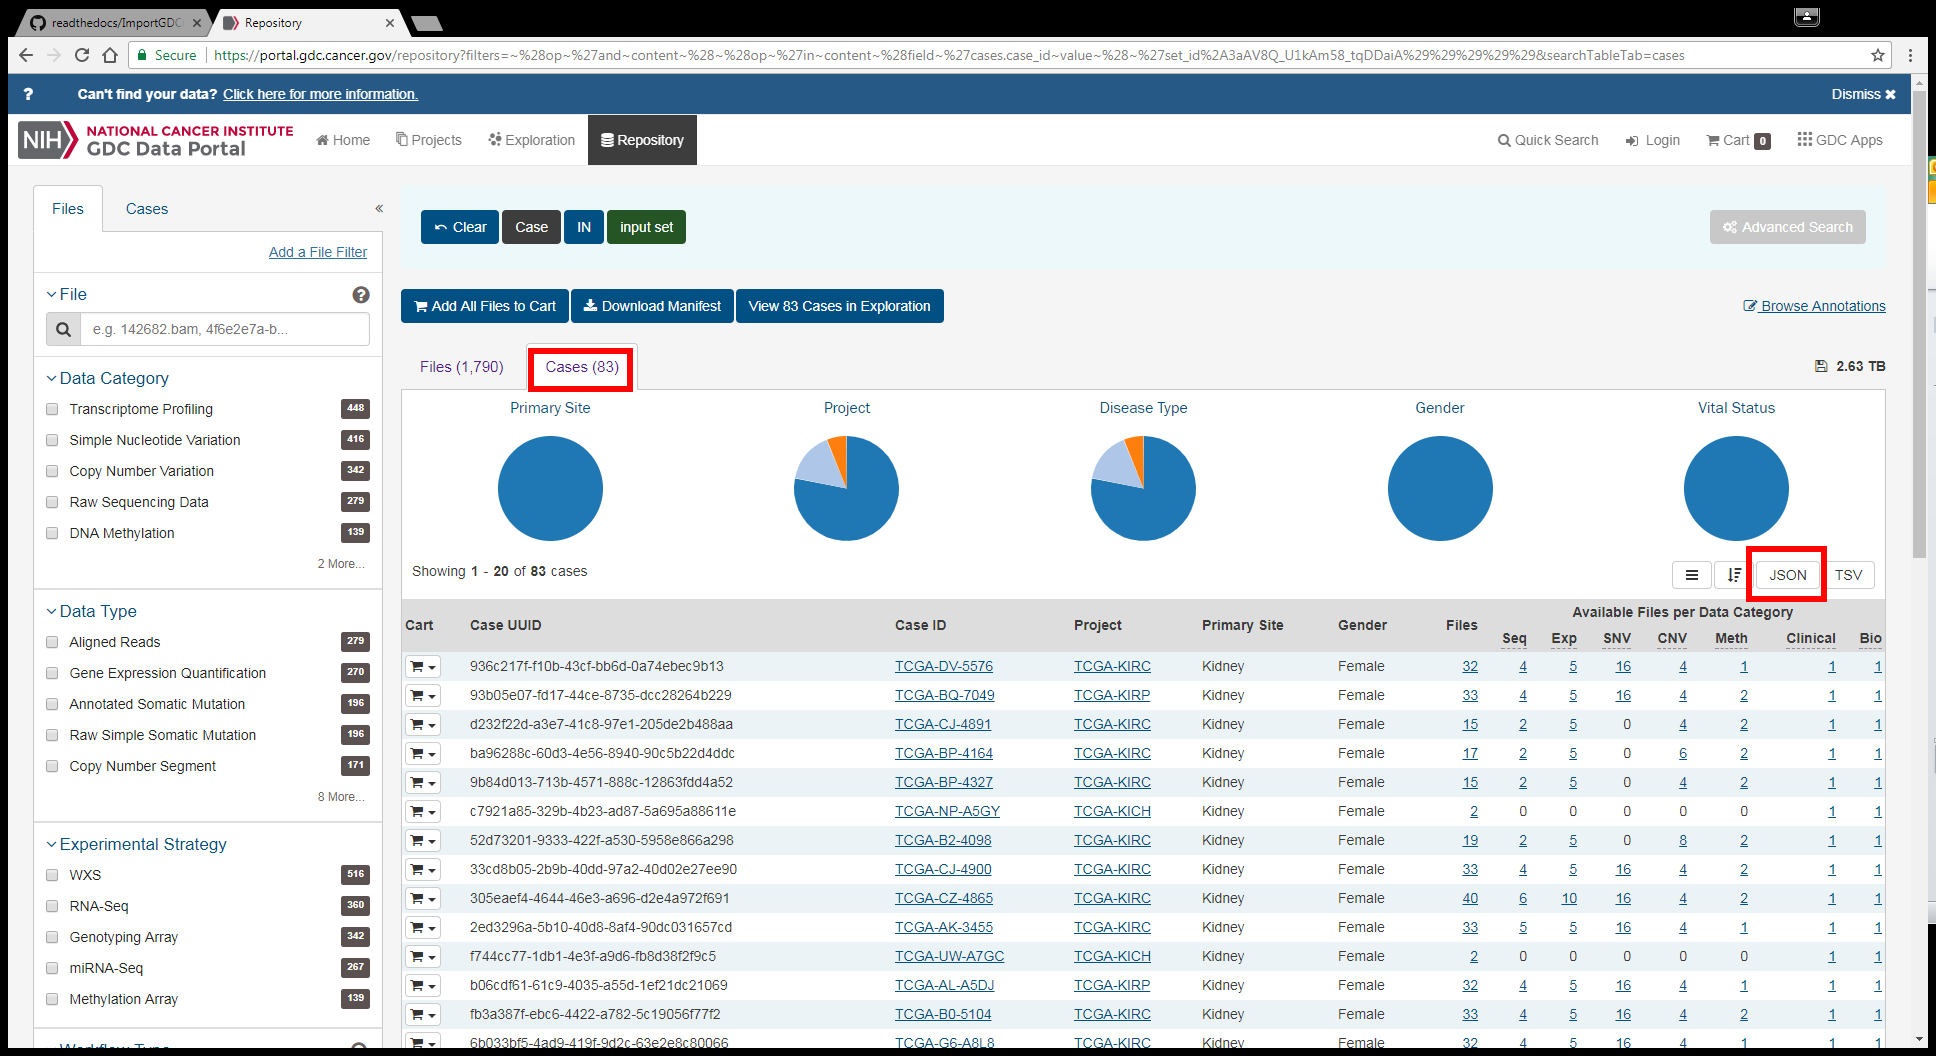 readthedocs/ImportGDC
Repository
Secure
https://portal.gdc.cancer.gov/repository?filters=~%28op~%27and~content~%28~%28op~%27in~content~%28field~%27cases.case_id~value~%28~%27set_id%2A3aAV8Q_U1kAm58_tqDDaiA%29%29%29%29%29&searchTableTab=cases
? Can't find your data? Click here for more information.
Dismiss ✖
NIH NATIONAL CANCER INSTITUTE
GDC Data Portal
Home Projects Exploration Repository
Quick Search Login Cart 0 GDC Apps
Files Cases «
Add a File Filter
File ?
e.g. 142682.bam, 4f6e2e7a-b...
Data Category
Transcriptome Profiling 448
Simple Nucleotide Variation 416
Copy Number Variation 342
Raw Sequencing Data 279
DNA Methylation 139
2 More...
Data Type
Aligned Reads 279
Gene Expression Quantification 270
Annotated Somatic Mutation 196
Raw Simple Somatic Mutation 196
Copy Number Segment 171
8 More...
Experimental Strategy
WXS 516
RNA-Seq 360
Genotyping Array 342
miRNA-Seq 267
Methylation Array 139
Clear Case IN input set
Advanced Search
Add All Files to Cart Download Manifest View 83 Cases in Exploration
Browse Annotations
Files (1,790) Cases (83)
2.63 TB
Primary Site Project Disease Type Gender Vital Status
Showing 1 - 20 of 83 cases
JSON TSV
Available Files per Data Category
Cart Case UUID Case ID Project Primary Site Gender Files Seq Exp SNV CNV Meth Clinical Bio
936c217f-f10b-43cf-bb6d-0a74ebec9b13 TCGA-DV-5576 TCGA-KIRC Kidney Female 32 4 5 16 4 1 1 1
93b05e07-fd17-44ce-8735-dcc28264b229 TCGA-BQ-7049 TCGA-KIRP Kidney Female 33 4 5 16 4 2 1 1
d232f22d-a3e7-41c8-97e1-205de2b488aa TCGA-CJ-4891 TCGA-KIRC Kidney Female 15 2 5 0 4 2 1 1
ba96288c-60d3-4e56-8940-90c5b22d4ddc TCGA-BP-4164 TCGA-KIRC Kidney Female 17 2 5 0 6 2 1 1
9b84d013-713b-4571-888c-12863fdd4a52 TCGA-BP-4327 TCGA-KIRC Kidney Female 15 2 5 0 4 2 1 1
c7921a85-329b-4b23-ad87-5a695a88611e TCGA-NP-A5GY TCGA-KICH Kidney Female 2 0 0 0 0 0 1 1
52d73201-9333-422f-a530-5958e866a298 TCGA-B2-4098 TCGA-KIRC Kidney Female 19 2 5 0 8 2 1 1
33cd8b05-2b9b-40dd-97a2-40d02e27ee90 TCGA-CJ-4900 TCGA-KIRC Kidney Female 33 4 5 16 4 2 1 1
305eaef4-4644-46e3-a696-d2e4a972f691 TCGA-CZ-4865 TCGA-KIRC Kidney Female 40 6 10 16 4 2 1 1
2ed3296a-5b10-40d8-8af4-90dc031657cd TCGA-AK-3455 TCGA-KIRC Kidney Female 33 5 5 16 4 1 1 1
f744cc77-1db1-4e3f-a9d6-fb8d38f2f9c5 TCGA-UW-A7GC TCGA-KICH Kidney Female 2 0 0 0 0 0 1 1
b06cdf61-61c9-4035-a55d-1ef21dc21069 TCGA-AL-A5DJ TCGA-KIRP Kidney Female 32 4 5 16 4 1 1 1
fb3a387f-ebc6-4422-a782-5c19056f77f2 TCGA-B0-5104 TCGA-KIRC Kidney Female 33 4 5 16 4 2 1 1
6b033bf5-4ad9-419f-9d2c-63e2e8c80066 TCGA-G6-A8L8 TCGA-KIRC Kidney Female 32 4 5 16 4 1 1 1